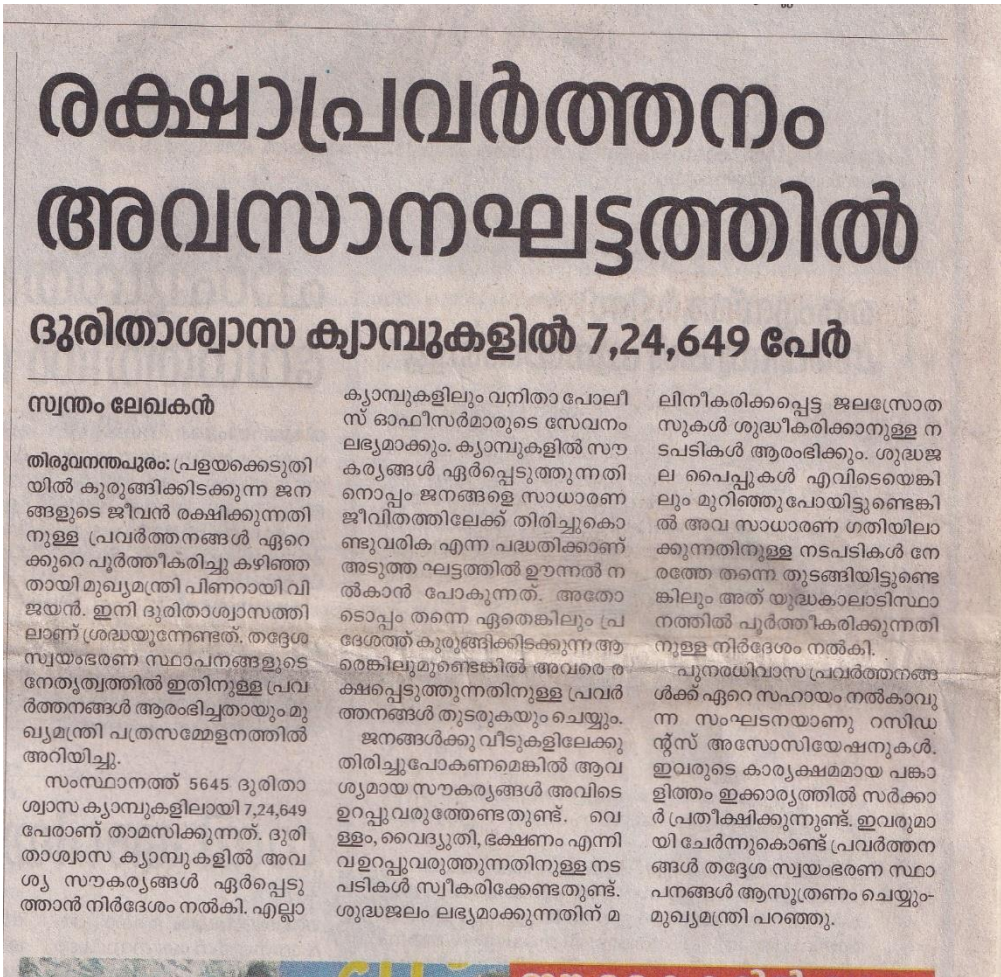 രക്ഷാപ്രവർത്തനം
അവസാനഘട്ടത്തിൽ
ദുരിതാശ്വാസ ക്യാമ്പുകളിൽ 7,24,649 പേർ
സ്വന്തം ലേഖകൻ
തിരുവനന്തപുരം: പ്രളയക്കെടുതി
യിൽ കുരുങ്ങിക്കിടക്കുന്ന ജന
ങ്ങളുടെ ജീവൻ രക്ഷിക്കുന്നതി
നുള്ള പ്രവർത്തനങ്ങൾ ഏറെ
ക്കുറെ പൂർത്തീകരിച്ചു കഴിഞ്ഞ
തായി മുഖ്യമന്ത്രി പിണറായി വി
ജയൻ. ഇനി ദുരിതാശ്വാസത്തി
ലാണ് ശ്രദ്ധയൂന്നേണ്ടത്. തദ്ദേശ
സ്വയംഭരണ സ്ഥാപനങ്ങളുടെ
നേതൃത്വത്തിൽ ഇതിനുള്ള പ്രവ
ർത്തനങ്ങൾ ആരംഭിച്ചതായും മു
ഖ്യമന്ത്രി പത്രസമ്മേളനത്തിൽ
അറിയിച്ചു.
സംസ്ഥാനത്ത് 5645 ദുരിതാ
ശ്വാസ ക്യാമ്പുകളിലായി 7,24,649
പേരാണ് താമസിക്കുന്നത്. ദുരി
താശ്വാസ ക്യാമ്പുകളിൽ അവ
ശ്യ സൗകര്യങ്ങൾ ഏർപ്പെടു
ത്താൻ നിർദേശം നൽകി. എല്ലാ
ക്യാമ്പുകളിലും വനിതാ പോലീ
സ് ഓഫീസർമാരുടെ സേവനം
ലഭ്യമാക്കും. ക്യാമ്പുകളിൽ സൗ
കര്യങ്ങൾ ഏർപ്പെടുത്തുന്നതി
നൊപ്പം ജനങ്ങളെ സാധാരണ
ജീവിതത്തിലേക്ക് തിരിച്ചുകൊ
ണ്ടുവരിക എന്ന പദ്ധതിക്കാണ്
അടുത്ത ഘട്ടത്തിൽ ഊന്നൽ ന
ൽകാൻ പോകുന്നത്. അതോ
ടൊപ്പം തന്നെ ഏതെങ്കിലും പ്ര
ദേശത്ത് കുരുങ്ങിക്കിടക്കുന്ന ആ
രെങ്കിലുമുണ്ടെങ്കിൽ അവരെ ര
ക്ഷപ്പെടുത്തുന്നതിനുള്ള പ്രവർ
ത്തനങ്ങൾ തുടരുകയും ചെയ്യും.
ജനങ്ങൾക്കു വീടുകളിലേക്കു
തിരിച്ചുപോകണമെങ്കിൽ ആവ
ശ്യമായ സൗകര്യങ്ങൾ അവിടെ
ഉറപ്പുവരുത്തേണ്ടതുണ്ട്. വെ
ള്ളം, വൈദ്യുതി, ഭക്ഷണം എന്നി
വ ഉറപ്പുവരുത്തുന്നതിനുള്ള നട
പടികൾ സ്വീകരിക്കേണ്ടതുണ്ട്.
ശുദ്ധജലം ലഭ്യമാക്കുന്നതിന് മ
ലിനീകരിക്കപ്പെട്ട ജലസ്രോത
സുകൾ ശുദ്ധീകരിക്കാനുള്ള ന
ടപടികൾ ആരംഭിക്കും. ശുദ്ധജ
ല പൈപ്പുകൾ എവിടെയെങ്കി
ലും മുറിഞ്ഞുപോയിട്ടുണ്ടെങ്കി
ൽ അവ സാധാരണ ഗതിയിലാ
ക്കുന്നതിനുള്ള നടപടികൾ നേ
രത്തേ തന്നെ തുടങ്ങിയിട്ടുണ്ടെ
ങ്കിലും അത് യുദ്ധകാലാടിസ്ഥാ
നത്തിൽ പൂർത്തീകരിക്കുന്നതി
നുള്ള നിർദേശം നൽകി.
പുനരധിവാസ പ്രവർത്തനങ്ങ
ൾക്ക് ഏറെ സഹായം നൽകാവു
ന്ന സംഘടനയാണു റസിഡ
ന്റ്സ് അസോസിയേഷനുകൾ.
ഇവരുടെ കാര്യക്ഷമമായ പങ്കാ
ളിത്തം ഇക്കാര്യത്തിൽ സർക്കാ
ർ പ്രതീക്ഷിക്കുന്നുണ്ട്. ഇവരുമാ
യി ചേർന്നുകൊണ്ട് പ്രവർത്തന
ങ്ങൾ തദ്ദേശ സ്വയംഭരണ സ്ഥാ
പനങ്ങൾ ആസൂത്രണം ചെയ്യും-
മുഖ്യമന്ത്രി പറഞ്ഞു.